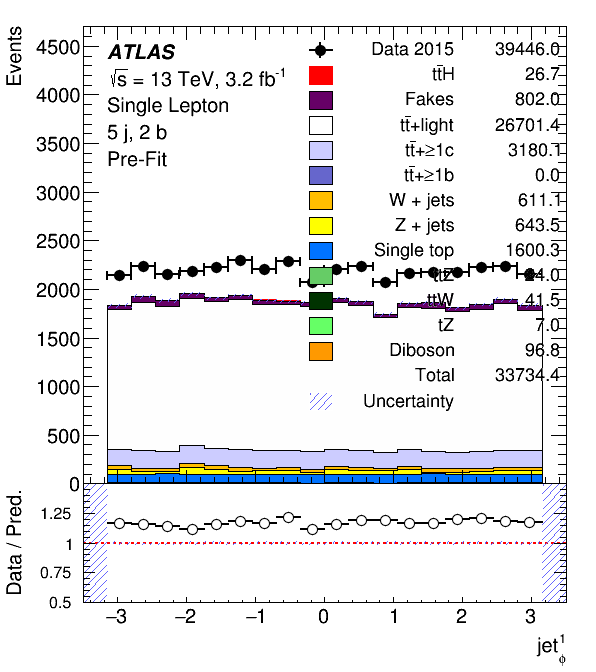 Events
4500
4000
3500
3000
2500
2000
1500
1000
500
0
ATLAS
√s = 13 TeV, 3.2 fb⁻¹
Single Lepton
5 j, 2 b
Pre-Fit
Data 2015 39446.0
tt̄H 26.7
Fakes 802.0
tt̄+light 26701.4
tt̄+≥1c 3180.1
tt̄+≥1b 0.0
W + jets 611.1
Z + jets 643.5
Single top 1600.3
ttZ 24.0
ttW 41.5
tZ 7.0
Diboson 96.8
Total 33734.4
Uncertainty
Data / Pred.
1.25
1
0.75
0.5
−3 −2 −1 0 1 2 3
jet¹ϕ